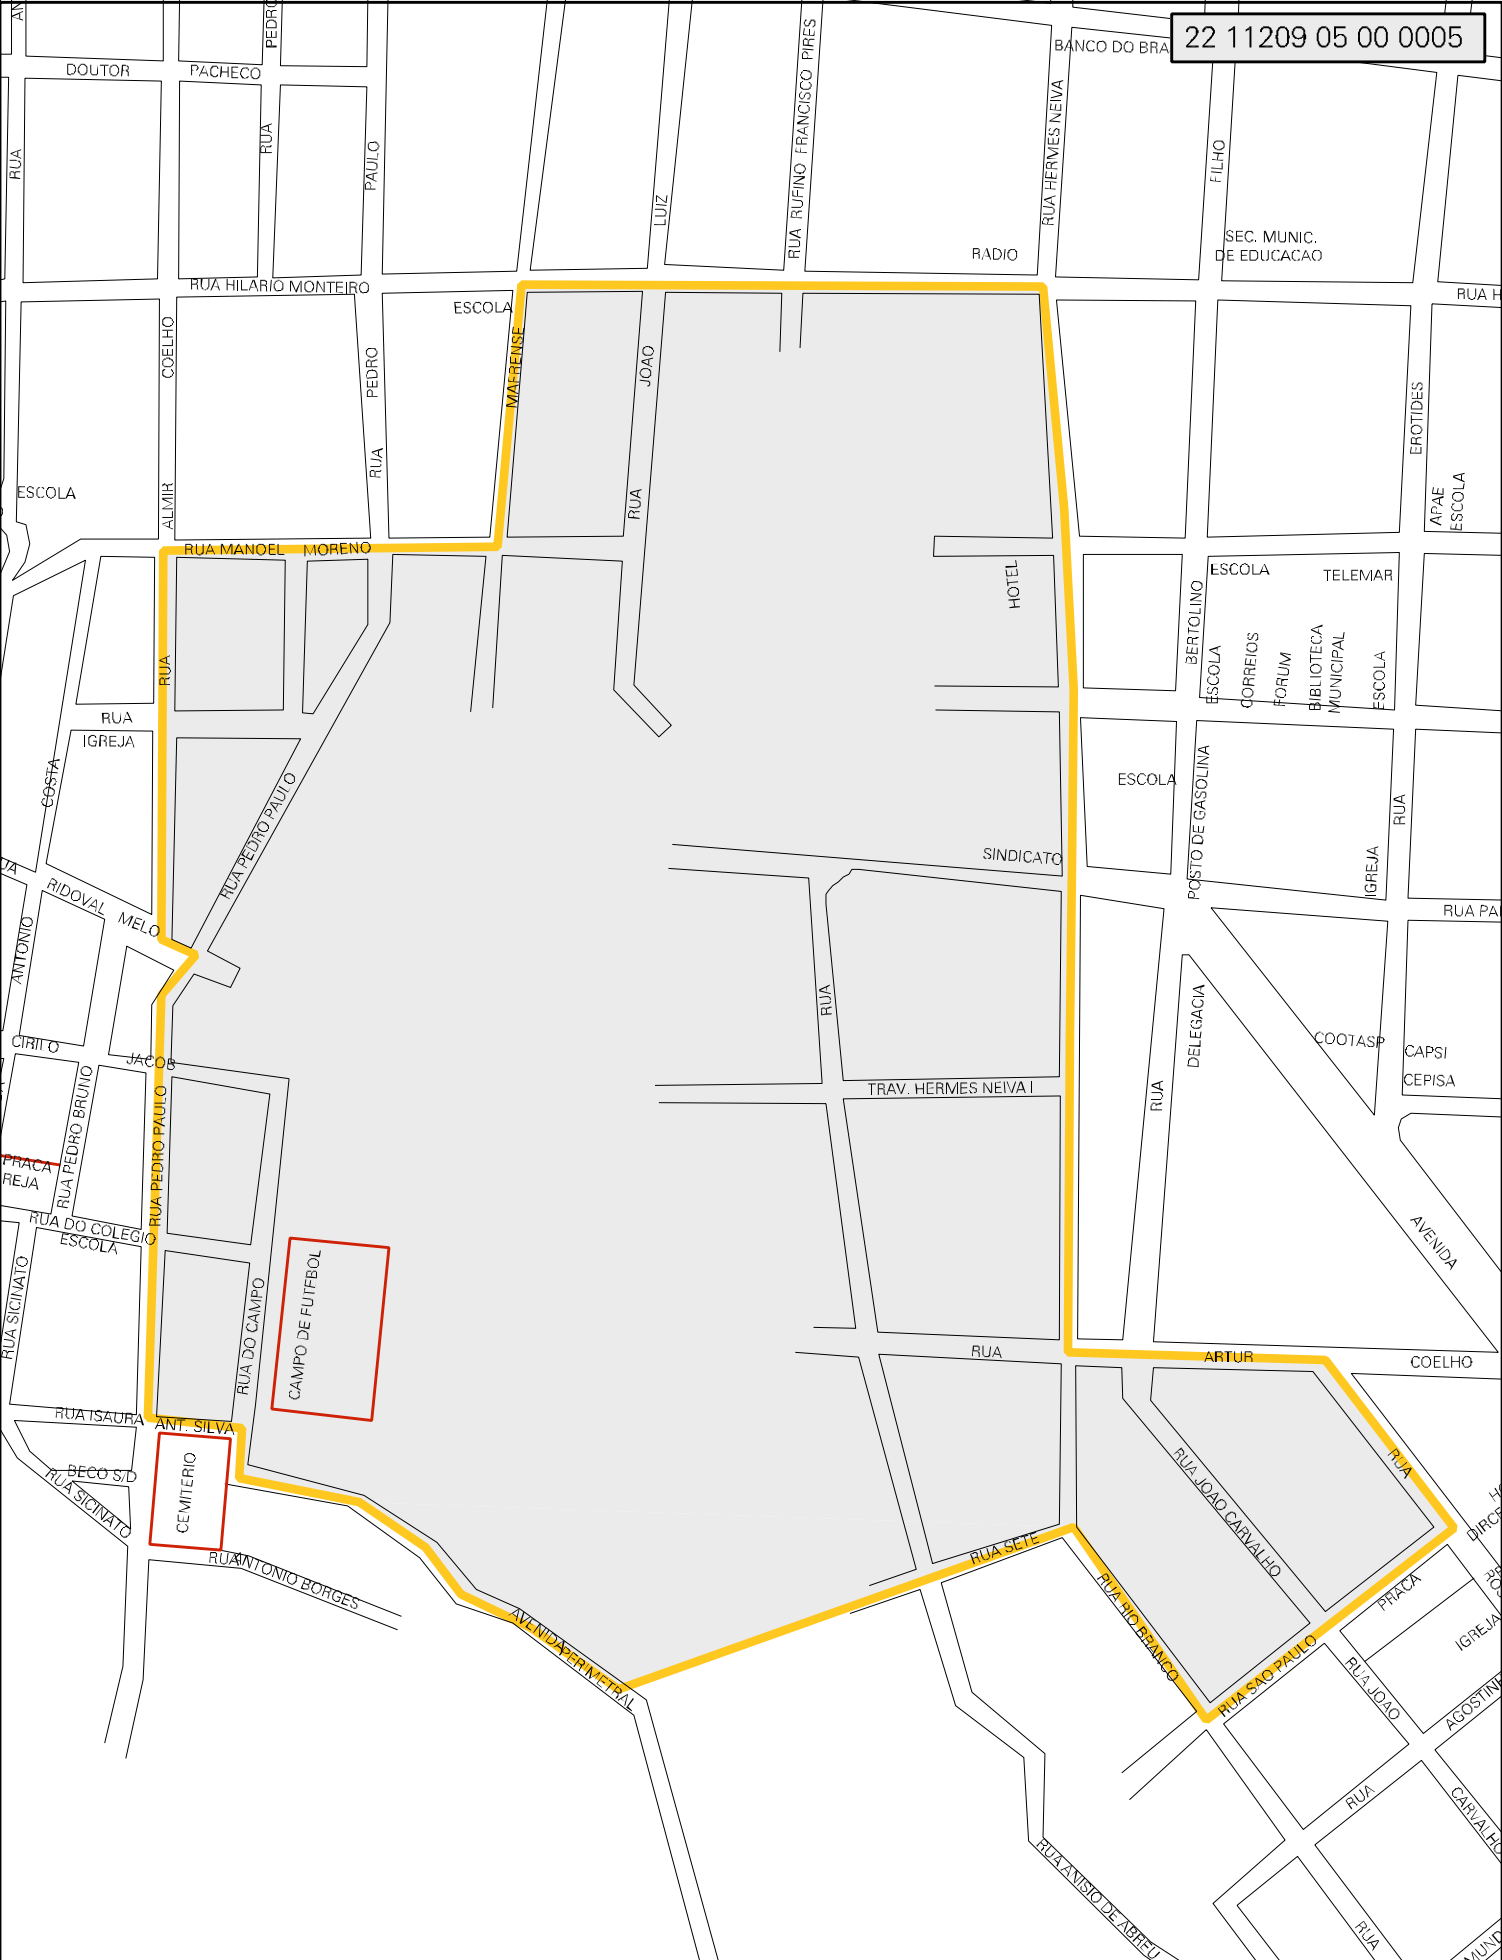 22 11209 05 00 0005
BANCO DO BRA
DOUTOR
PACHECO
PEDRO
RUA
RUA
PAULO
LUIZ
RUA RUFINO FRANCISCO PIRES
RUA HERMES NEIVA
FILHO
RADIO
SEC. MUNIC.
DE EDUCACAO
RUA HILARIO MONTEIRO
RUA H
ESCOLA
MAFRENSE
COELHO
PEDRO
JOAO
EROTIDES
RUA
RUA
ALMIR
ESCOLA
APAE
ESCOLA
RUA MANOEL
MORENO
HOTEL
ESCOLA
TELEMAR
BERTOLINO
ESCOLA
CORREIOS
FORUM
BIBLIOTECA
MUNICIPAL
ESCOLA
RUA
RUA
IGREJA
COSTA
RUA PEDRO PAULO
ESCOLA
POSTO DE GASOLINA
RUA
SINDICATO
IGREJA
RUA PA
RIDOVAL
MELO
ANTONIO
RUA
DELEGACIA
COOTASP
CAPSI
CEPISA
CIRILO
JACOB
TRAV. HERMES NEIVA I
RUA
RUA PEDRO BRUNO
RUA PEDRO PAULO
PRACA
REJA
RUA DO COLEGIO
ESCOLA
AVENIDA
RUA SICINATO
RUA DO CAMPO
CAMPO DE FUTEBOL
RUA
ARTUR
COELHO
RUA ISAURA
ANT. SILVA
BECO S/D
RUA SICINATO
CEMITERIO
RUA
ANTONIO BORGES
RUA
RUA JOAO CARVALHO
RUA SETE
RUA RIO BRANCO
PRACA
IGREJA
AVENIDA
PERIMETRAL
RUA SAO PAULO
RUA JOAO
AGOSTIN
RUA
CARVALHO
RUA ANISIO DE ABREU
RUA